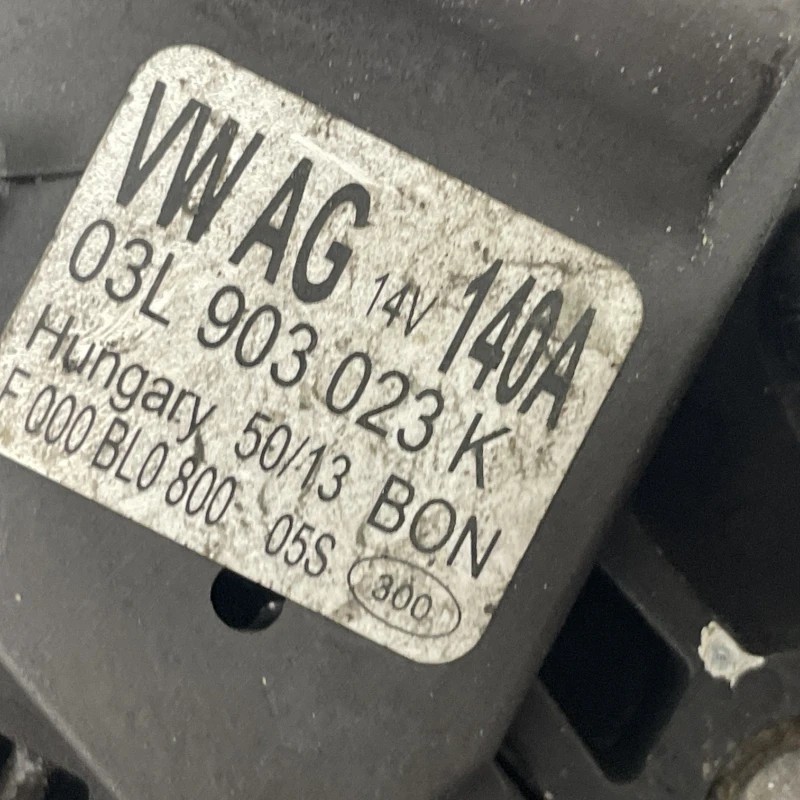 VW AG 14V 140A
03L 903 023 K
Hungary 50/13 BON
F 000 BL0 800 05S 300